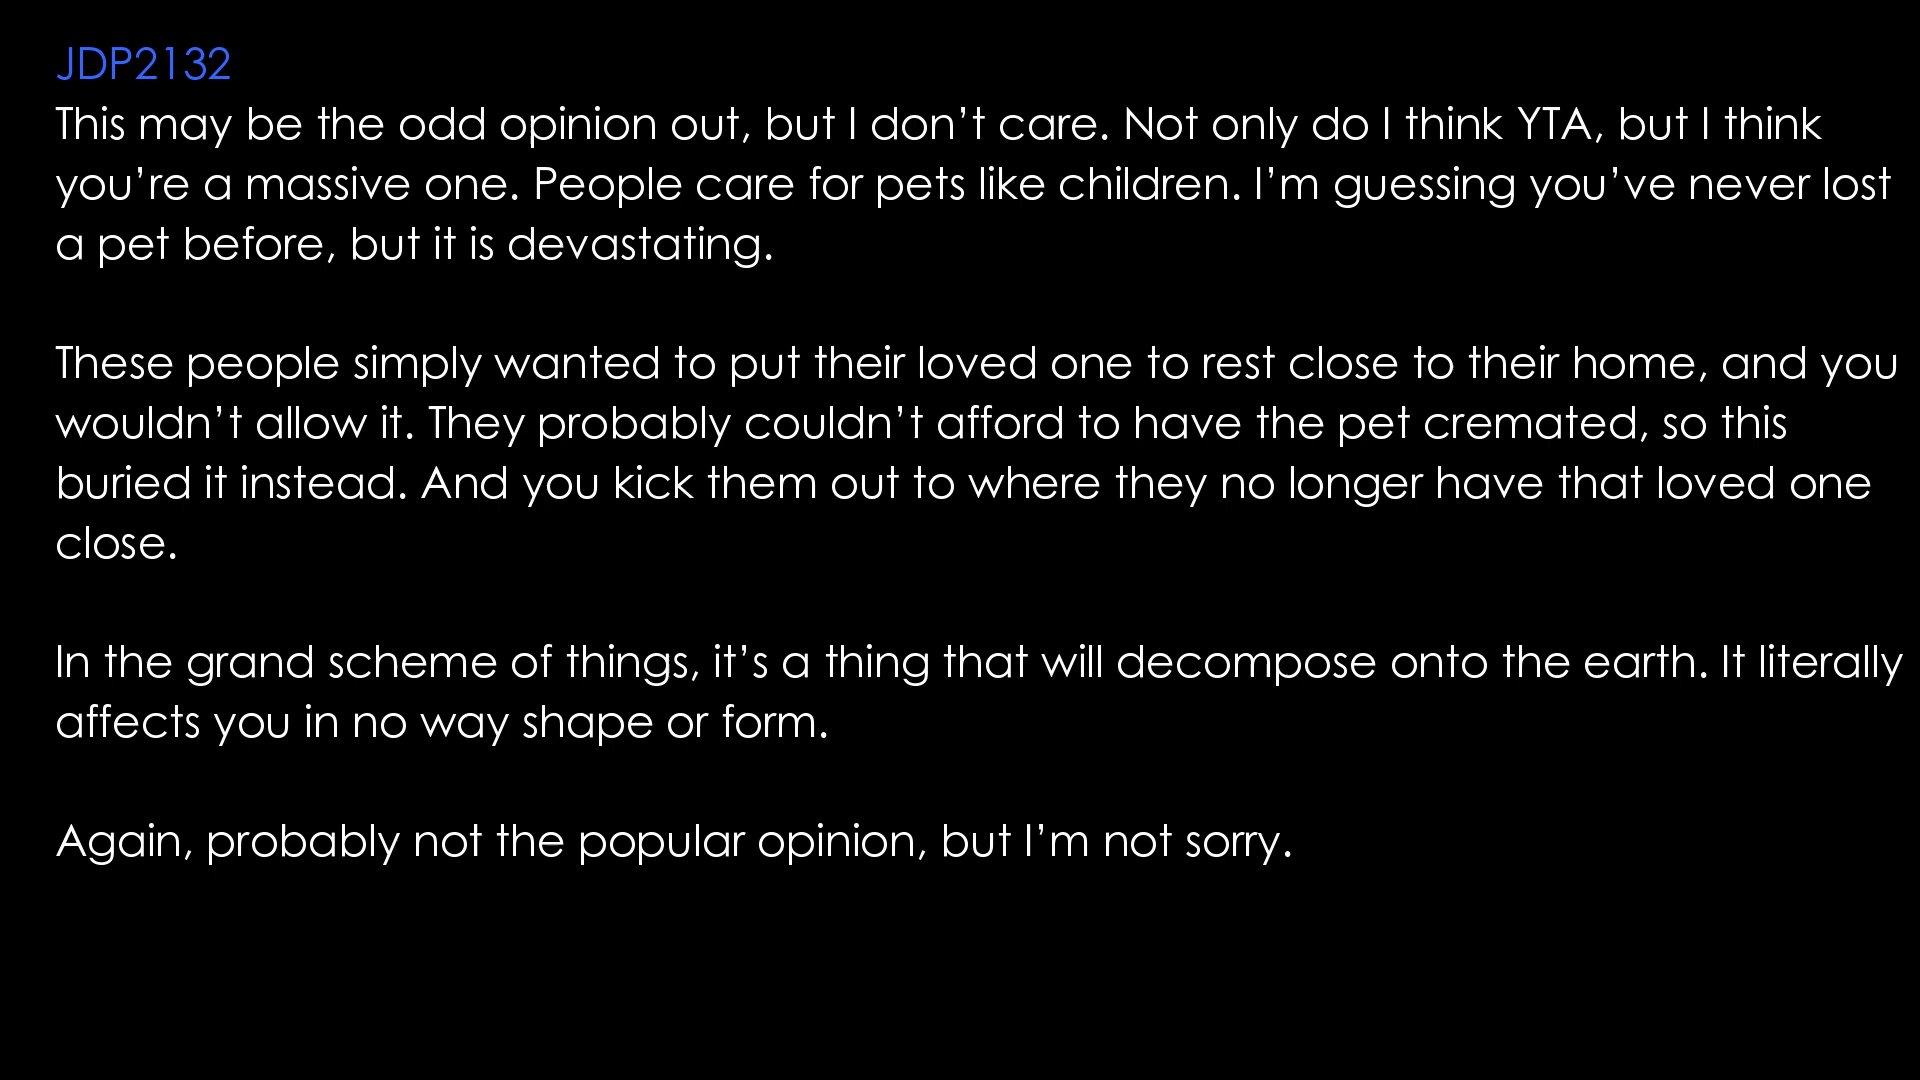 JDP2132
This may be the odd opinion out, but I don’t care. Not only do I think YTA, but I think
you’re a massive one. People care for pets like children. I’m guessing you’ve never lost
a pet before, but it is devastating.
These people simply wanted to put their loved one to rest close to their home, and you
wouldn’t allow it. They probably couldn’t afford to have the pet cremated, so this
buried it instead. And you kick them out to where they no longer have that loved one
close.
In the grand scheme of things, it’s a thing that will decompose onto the earth. It literally
affects you in no way shape or form.
Again, probably not the popular opinion, but I’m not sorry.